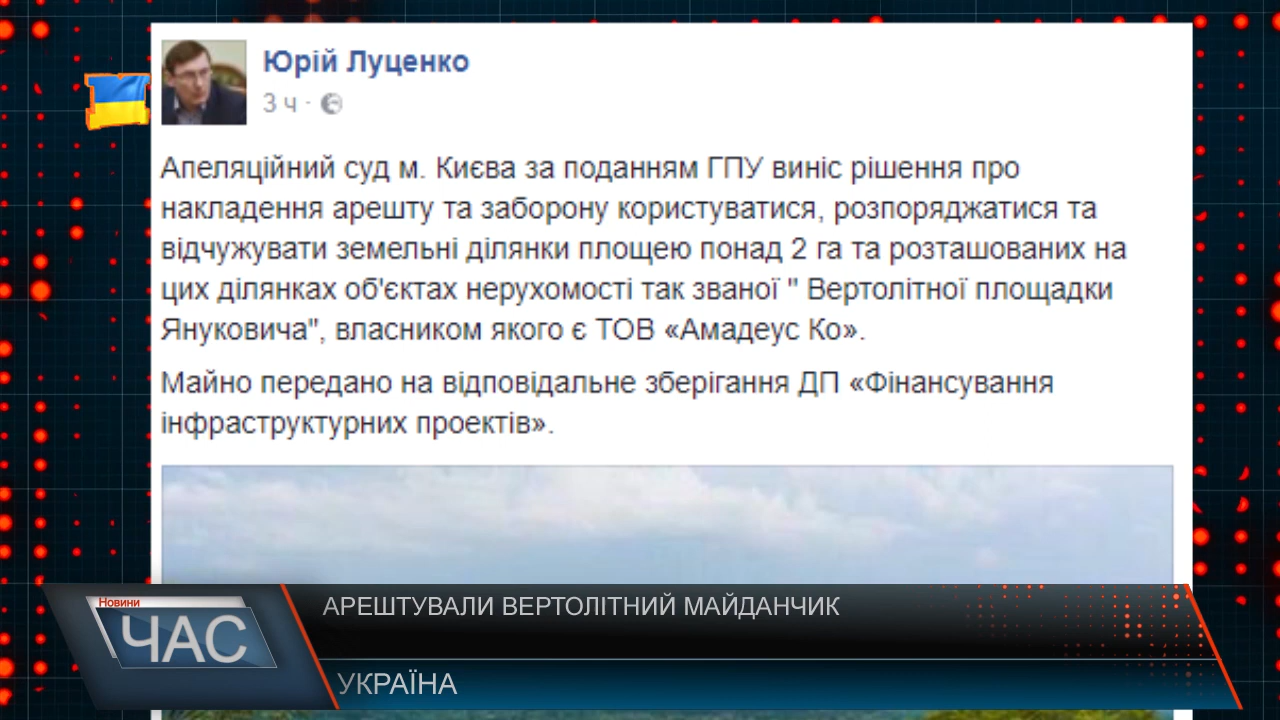 Юрій Луценко
3 ч ·
Апеляційний суд м. Києва за поданням ГПУ виніс рішення про
накладення арешту та заборону користуватися, розпоряджатися та
відчужувати земельні ділянки площею понад 2 га та розташованих на
цих ділянках об'єктах нерухомості так званої " Вертолітної площадки
Януковича", власником якого є ТОВ «Амадеус Ко».
Майно передано на відповідальне зберігання ДП «Фінансування
інфраструктурних проектів».
Новини
ЧАС
АРЕШТУВАЛИ ВЕРТОЛІТНИЙ МАЙДАНЧИК
УКРАЇНА